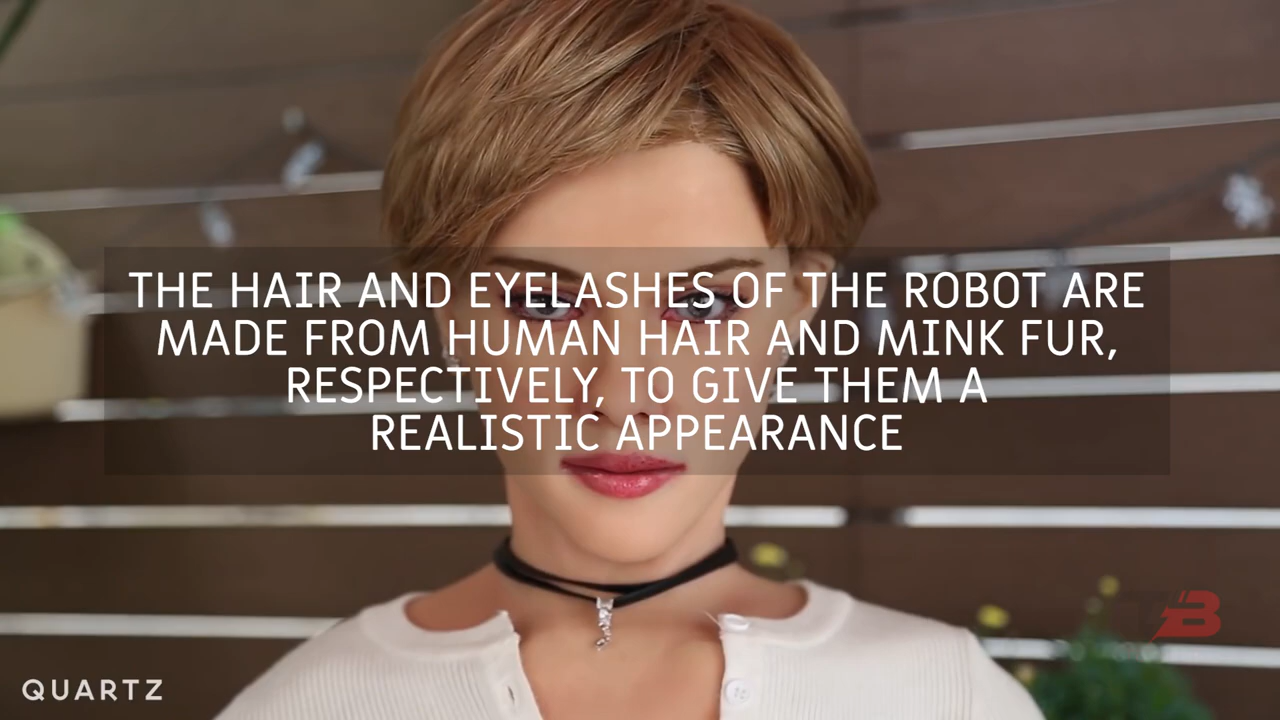 THE HAIR AND EYELASHES OF THE ROBOT ARE
MADE FROM HUMAN HAIR AND MINK FUR,
RESPECTIVELY, TO GIVE THEM A
REALISTIC APPEARANCE
QUARTZ